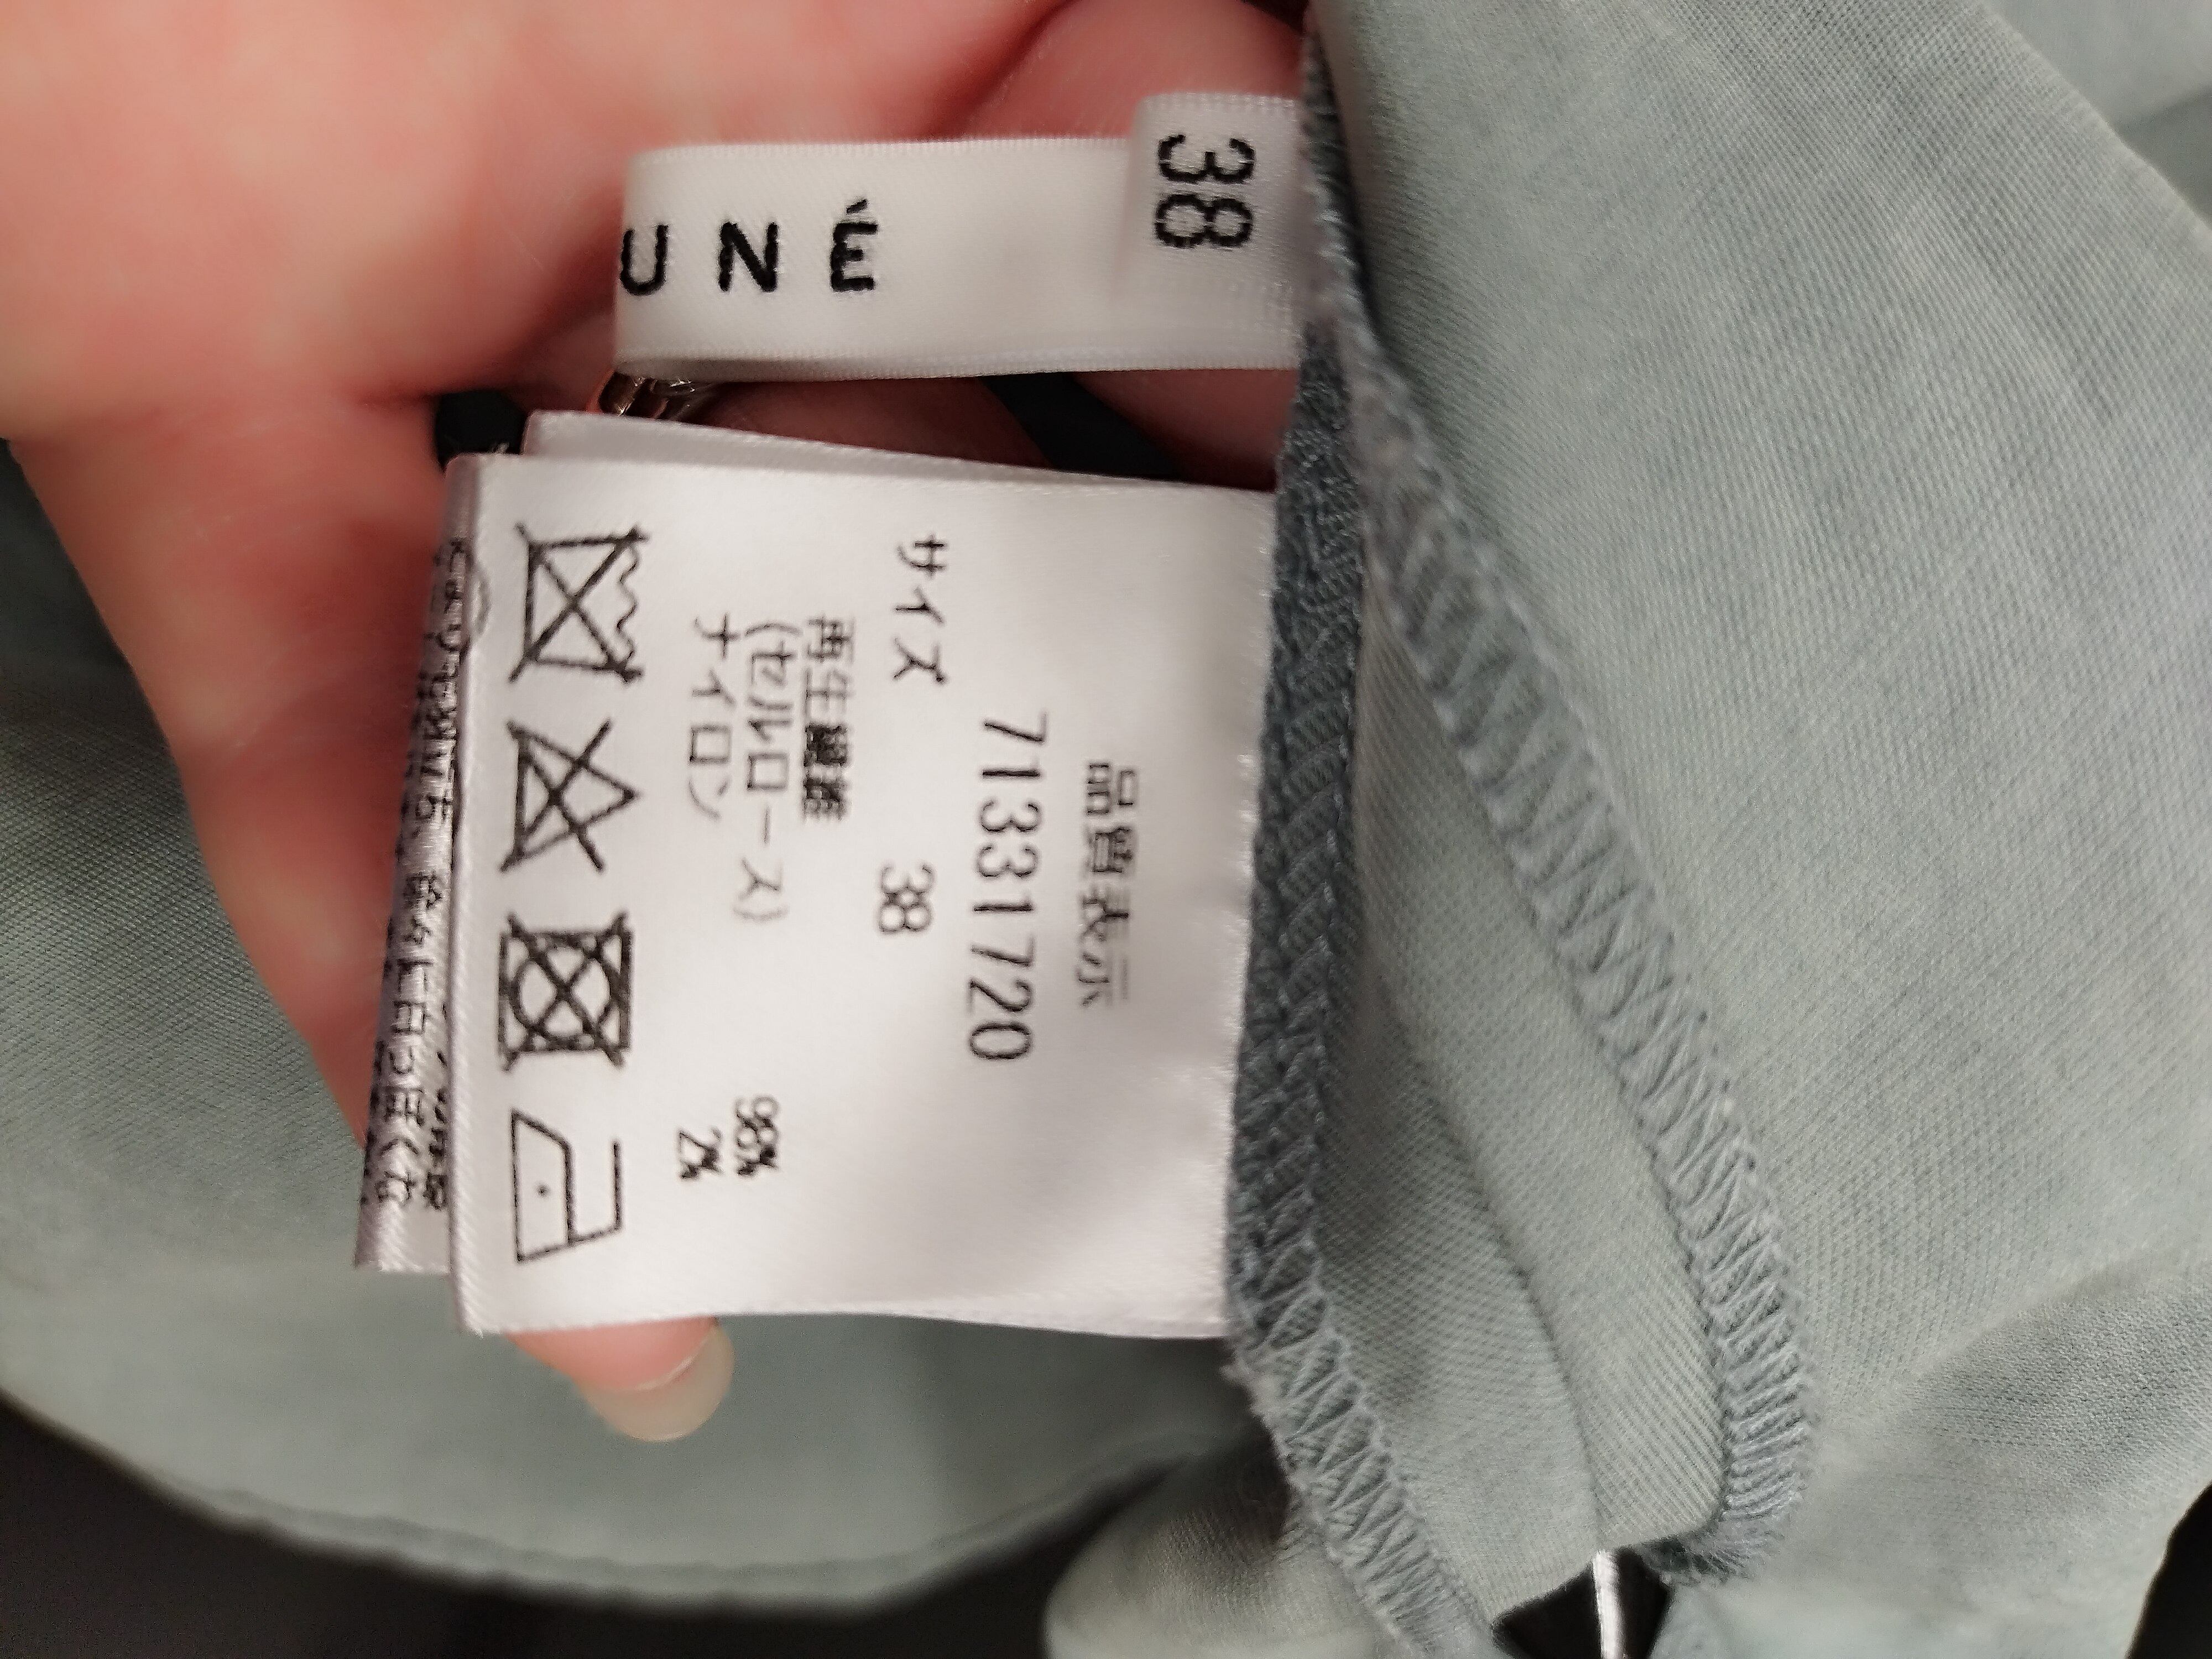 UNÉ
38
品質表示
71331720
サイズ 38
再生繊維
(セルロース) 98%
ナイロン 2%